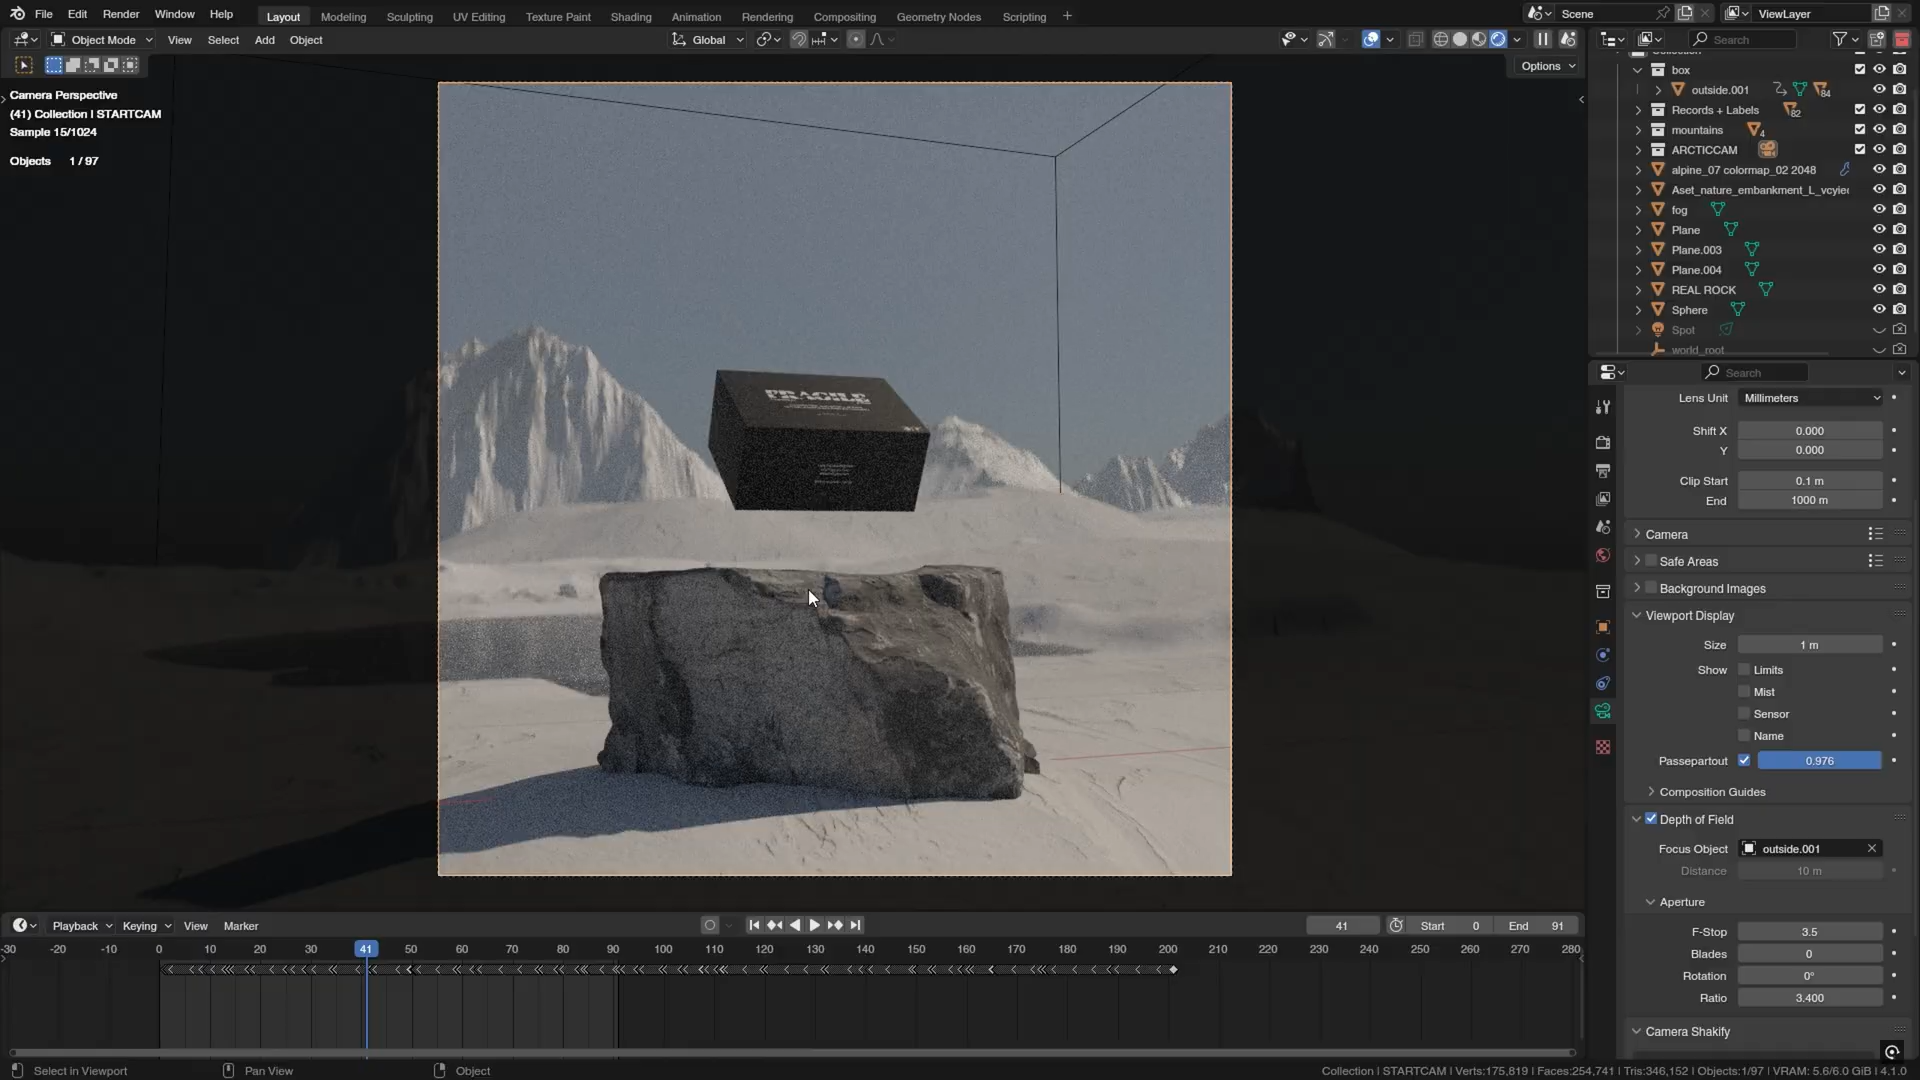 File Edit Render Window Help Layout Modeling Sculpting UV Editing Texture Paint Shading Animation Rendering Compositing Geometry Nodes Scripting + Scene ViewLayer
Object Mode View Select Add Object Global Search
Options
Camera Perspective
(41) Collection | STARTCAM
Sample 15/1024
Objects 1 / 97
FRAGILE
box
outside.001 84
Records + Labels 82
mountains 4
ARCTICCAM
alpine_07 colormap_02 2048
Aset_nature_embankment_L_vcyie
fog
Plane
Plane.003
Plane.004
REAL ROCK
Sphere
Spot
world_root
Search
Lens Unit Millimeters
Shift X 0.000
Y 0.000
Clip Start 0.1 m
End 1000 m
Camera
Safe Areas
Background Images
Viewport Display
Size 1 m
Show Limits
Mist
Sensor
Name
Passepartout 0.976
Composition Guides
Depth of Field
Focus Object outside.001
Distance 10 m
Aperture
F-Stop 3.5
Blades 0
Rotation 0°
Ratio 3.400
Camera Shakify
Playback Keying View Marker 41 Start 0 End 91
-30 -20 -10 0 10 20 30 41 50 60 70 80 90 100 110 120 130 140 150 160 170 180 190 200 210 220 230 240 250 260 270 280
Select in Viewport Pan View Object Collection | STARTCAM | Verts:175,819 | Faces:254,741 | Tris:346,152 | Objects:1/97 | VRAM: 5.6/6.0 GiB | 4.1.0